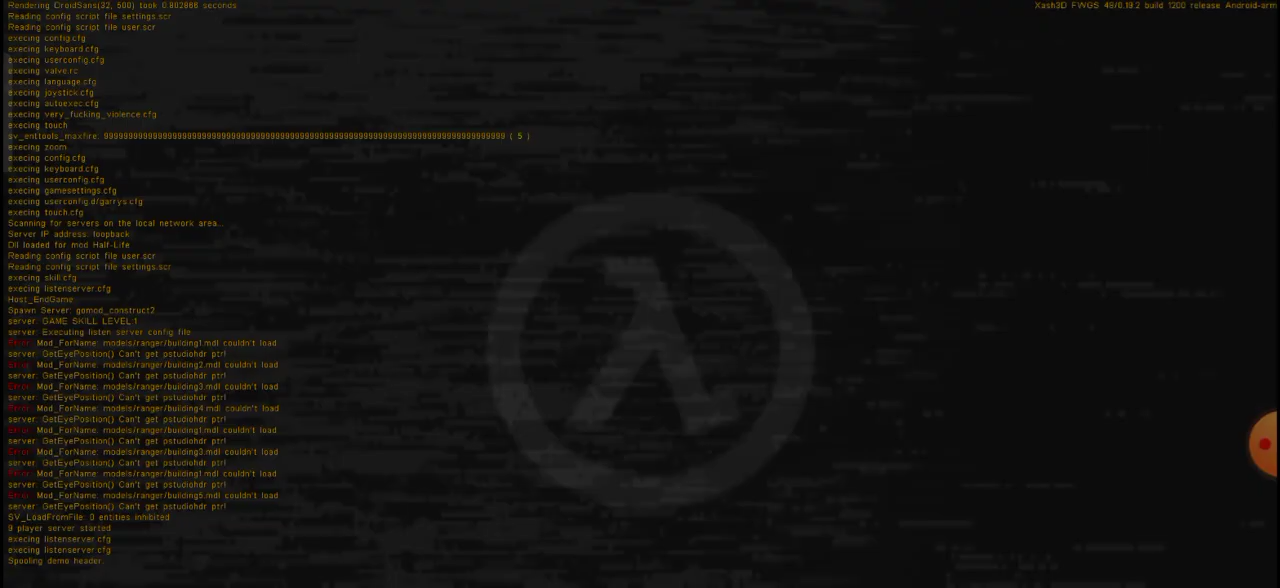 Rendering DroidSans(32, 500) took 0.802866 seconds
Xash3D FWGS 48/0.19.2 build 1200 release Android-arm
Reading config script file settings.scr
Reading config script file user.scr
execing config.cfg
execing keyboard.cfg
execing userconfig.cfg
execing valve.rc
execing language.cfg
execing joystick.cfg
execing autoexec.cfg
execing very_fucking_violence.cfg
execing touch
sv_enttools_maxfire: ( 5 )
execing zoom
execing config.cfg
execing keyboard.cfg
execing userconfig.cfg
execing gamesettings.cfg
execing userconfig.d/garrys.cfg
execing touch.cfg
Scanning for servers on the local network area...
Server IP address: loopback
Dll loaded for mod Half-Life
Reading config script file user.scr
Reading config script file settings.scr
execing skill.cfg
execing listenserver.cfg
Host_EndGame
Spawn Server: gomod_construct2
server: GAME SKILL LEVEL:1
server: Executing listen server config file
Error: Mod_ForName: models/ranger/building1.mdl couldn't load
server: GetEyePosition() Can't get pstudiohdr ptr!
Error: Mod_ForName: models/ranger/building2.mdl couldn't load
server: GetEyePosition() Can't get pstudiohdr ptr!
Error: Mod_ForName: models/ranger/building3.mdl couldn't load
server: GetEyePosition() Can't get pstudiohdr ptr!
Error: Mod_ForName: models/ranger/building4.mdl couldn't load
server: GetEyePosition() Can't get pstudiohdr ptr!
Error: Mod_ForName: models/ranger/building1.mdl couldn't load
server: GetEyePosition() Can't get pstudiohdr ptr!
Error: Mod_ForName: models/ranger/building3.mdl couldn't load
server: GetEyePosition() Can't get pstudiohdr ptr!
Error: Mod_ForName: models/ranger/building1.mdl couldn't load
server: GetEyePosition() Can't get pstudiohdr ptr!
Error: Mod_ForName: models/ranger/building5.mdl couldn't load
server: GetEyePosition() Can't get pstudiohdr ptr!
SV_LoadFromFile: 0 entities inhibited
9 player server started
execing listenserver.cfg
execing listenserver.cfg
Spooling demo header.